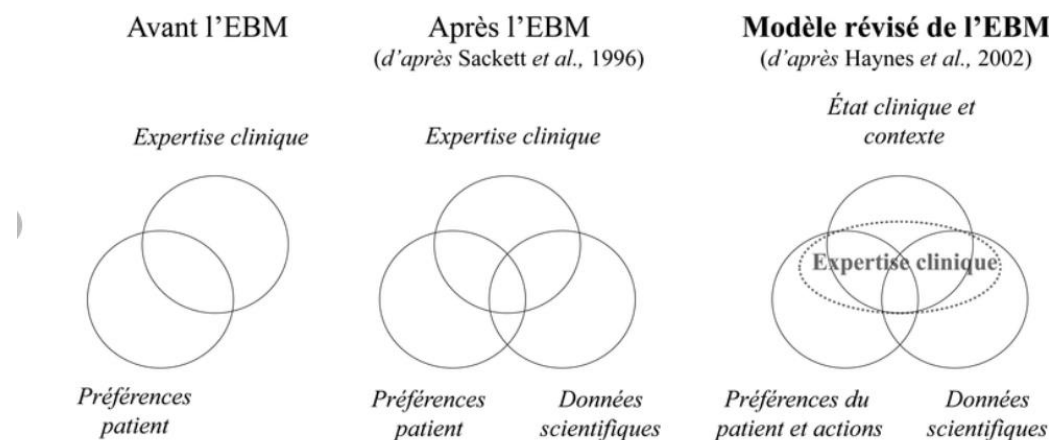 Avant l'EBM
Après l'EBM
(d'après Sackett et al., 1996)
Modèle révisé de l'EBM
(d'après Haynes et al., 2002)
Expertise clinique
Préférences
patient
Expertise clinique
Préférences
patient
Données
scientifiques
État clinique et
contexte
Expertise clinique
Préférences du
patient et actions
Données
scientifiques